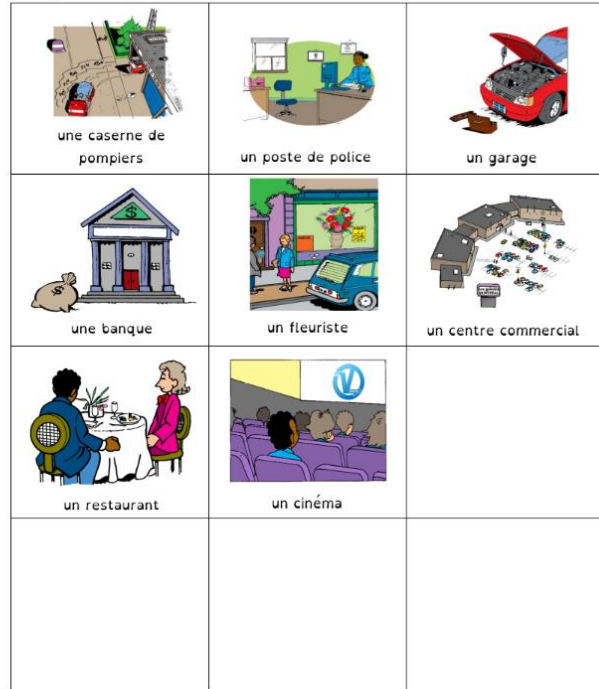 une caserne de
pompiers
un poste de police
un garage
$
$
une banque
un fleuriste
un centre commercial
V
un restaurant
un cinéma